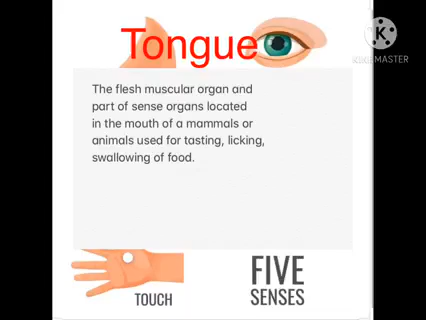 Tongue
K
KINEMASTER
The flesh muscular organ and
part of sense organs located
in the mouth of a mammals or
animals used for tasting, licking,
swallowing of food.
TOUCH
FIVE
SENSES